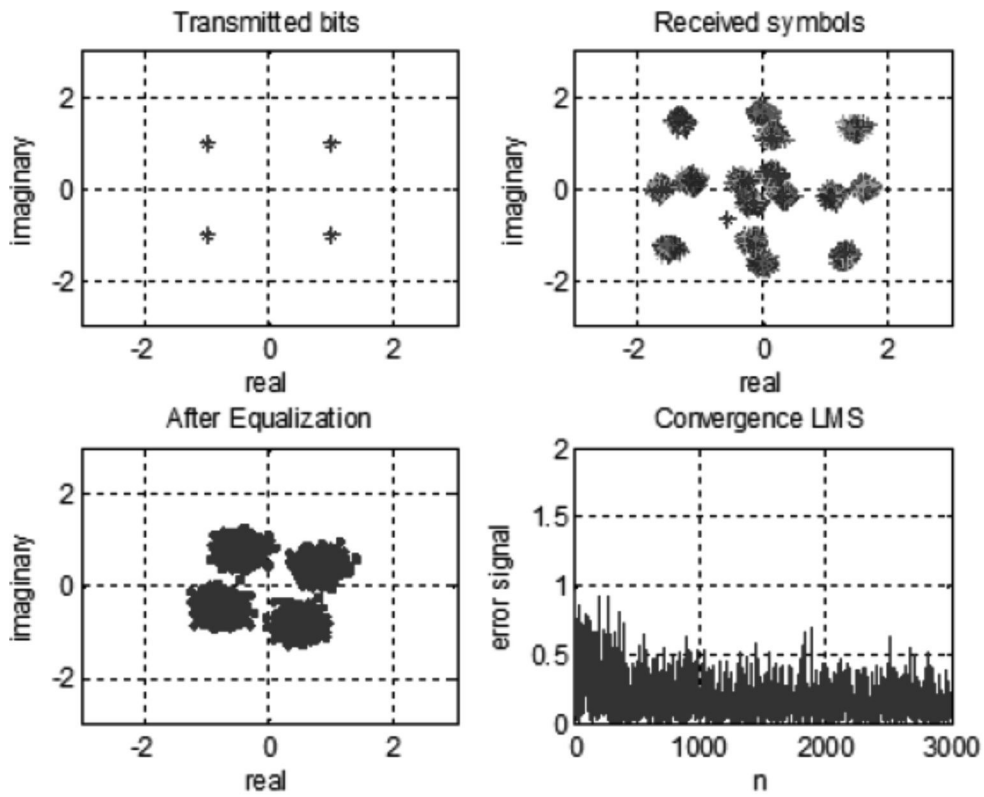 Transmitted bits
2
0
-2
imaginary
-2 0 2
real
Received symbols
2
0
-2
imaginary
-2 0 2
real
After Equalization
2
0
-2
imaginary
-2 0 2
real
Convergence LMS
2
1.5
1
0.5
0
error signal
0 1000 2000 3000
n